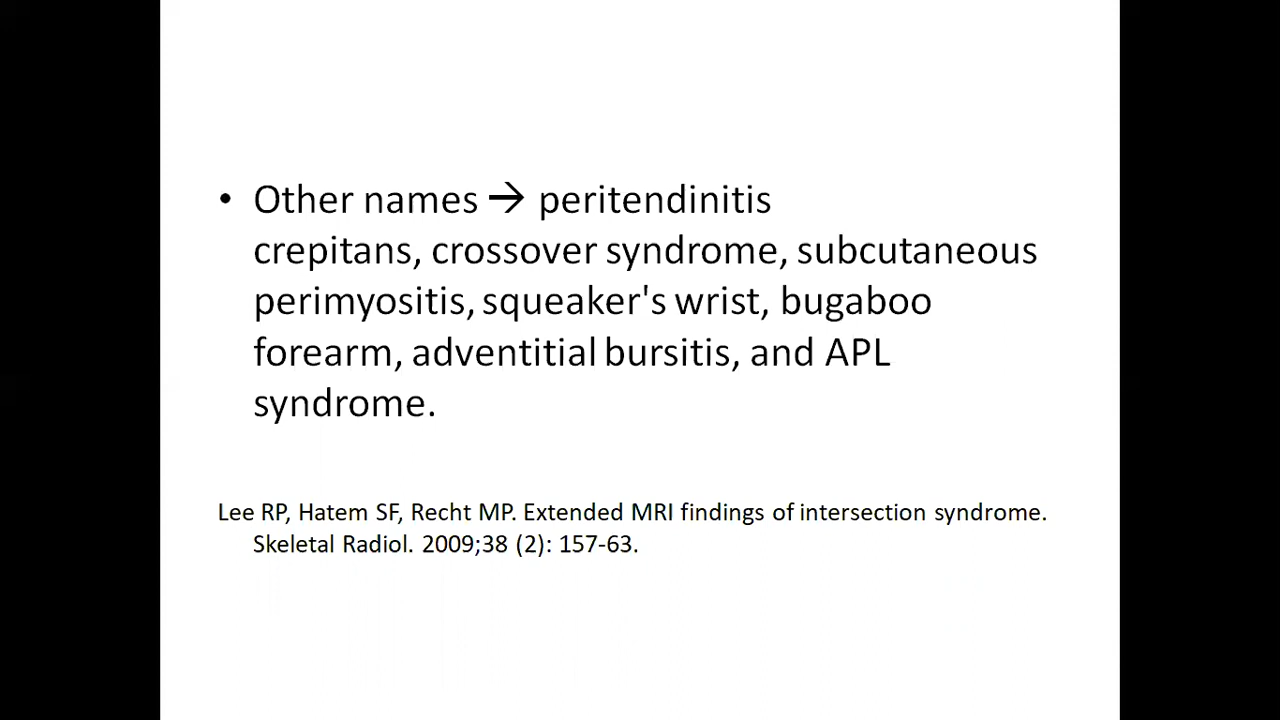 • Other names → peritendinitis
crepitans, crossover syndrome, subcutaneous
perimyositis, squeaker's wrist, bugaboo
forearm, adventitial bursitis, and APL
syndrome.
Lee RP, Hatem SF, Recht MP. Extended MRI findings of intersection syndrome.
Skeletal Radiol. 2009;38 (2): 157-63.